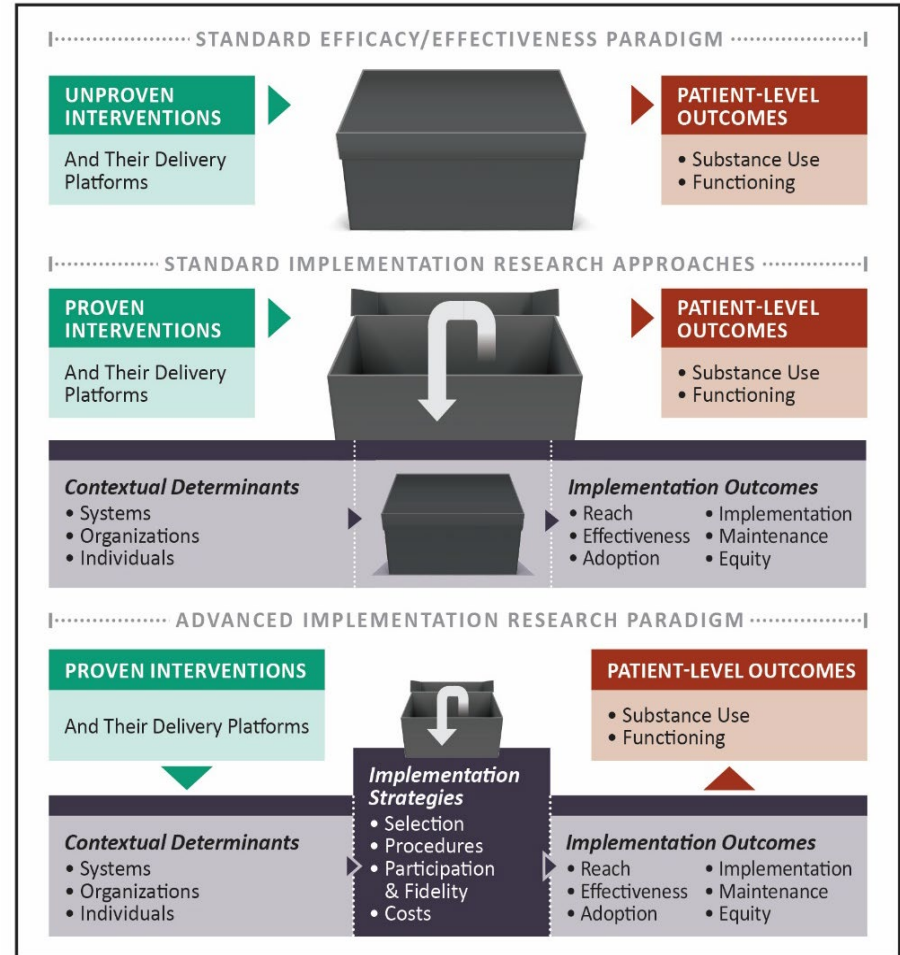 STANDARD EFFICACY/EFFECTIVENESS PARADIGM
UNPROVEN
INTERVENTIONS
And Their Delivery
Platforms
PATIENT-LEVEL
OUTCOMES
• Substance Use
• Functioning
STANDARD IMPLEMENTATION RESEARCH APPROACHES
PROVEN
INTERVENTIONS
And Their Delivery
Platforms
PATIENT-LEVEL
OUTCOMES
• Substance Use
• Functioning
Contextual Determinants
• Systems
• Organizations
• Individuals
Implementation Outcomes
• Reach
• Effectiveness
• Adoption
• Implementation
• Maintenance
• Equity
ADVANCED IMPLEMENTATION RESEARCH PARADIGM
PROVEN INTERVENTIONS
And Their Delivery Platforms
PATIENT-LEVEL OUTCOMES
• Substance Use
• Functioning
Contextual Determinants
• Systems
• Organizations
• Individuals
Implementation
Strategies
• Selection
• Procedures
• Participation
& Fidelity
• Costs
Implementation Outcomes
• Reach
• Effectiveness
• Adoption
• Implementation
• Maintenance
• Equity